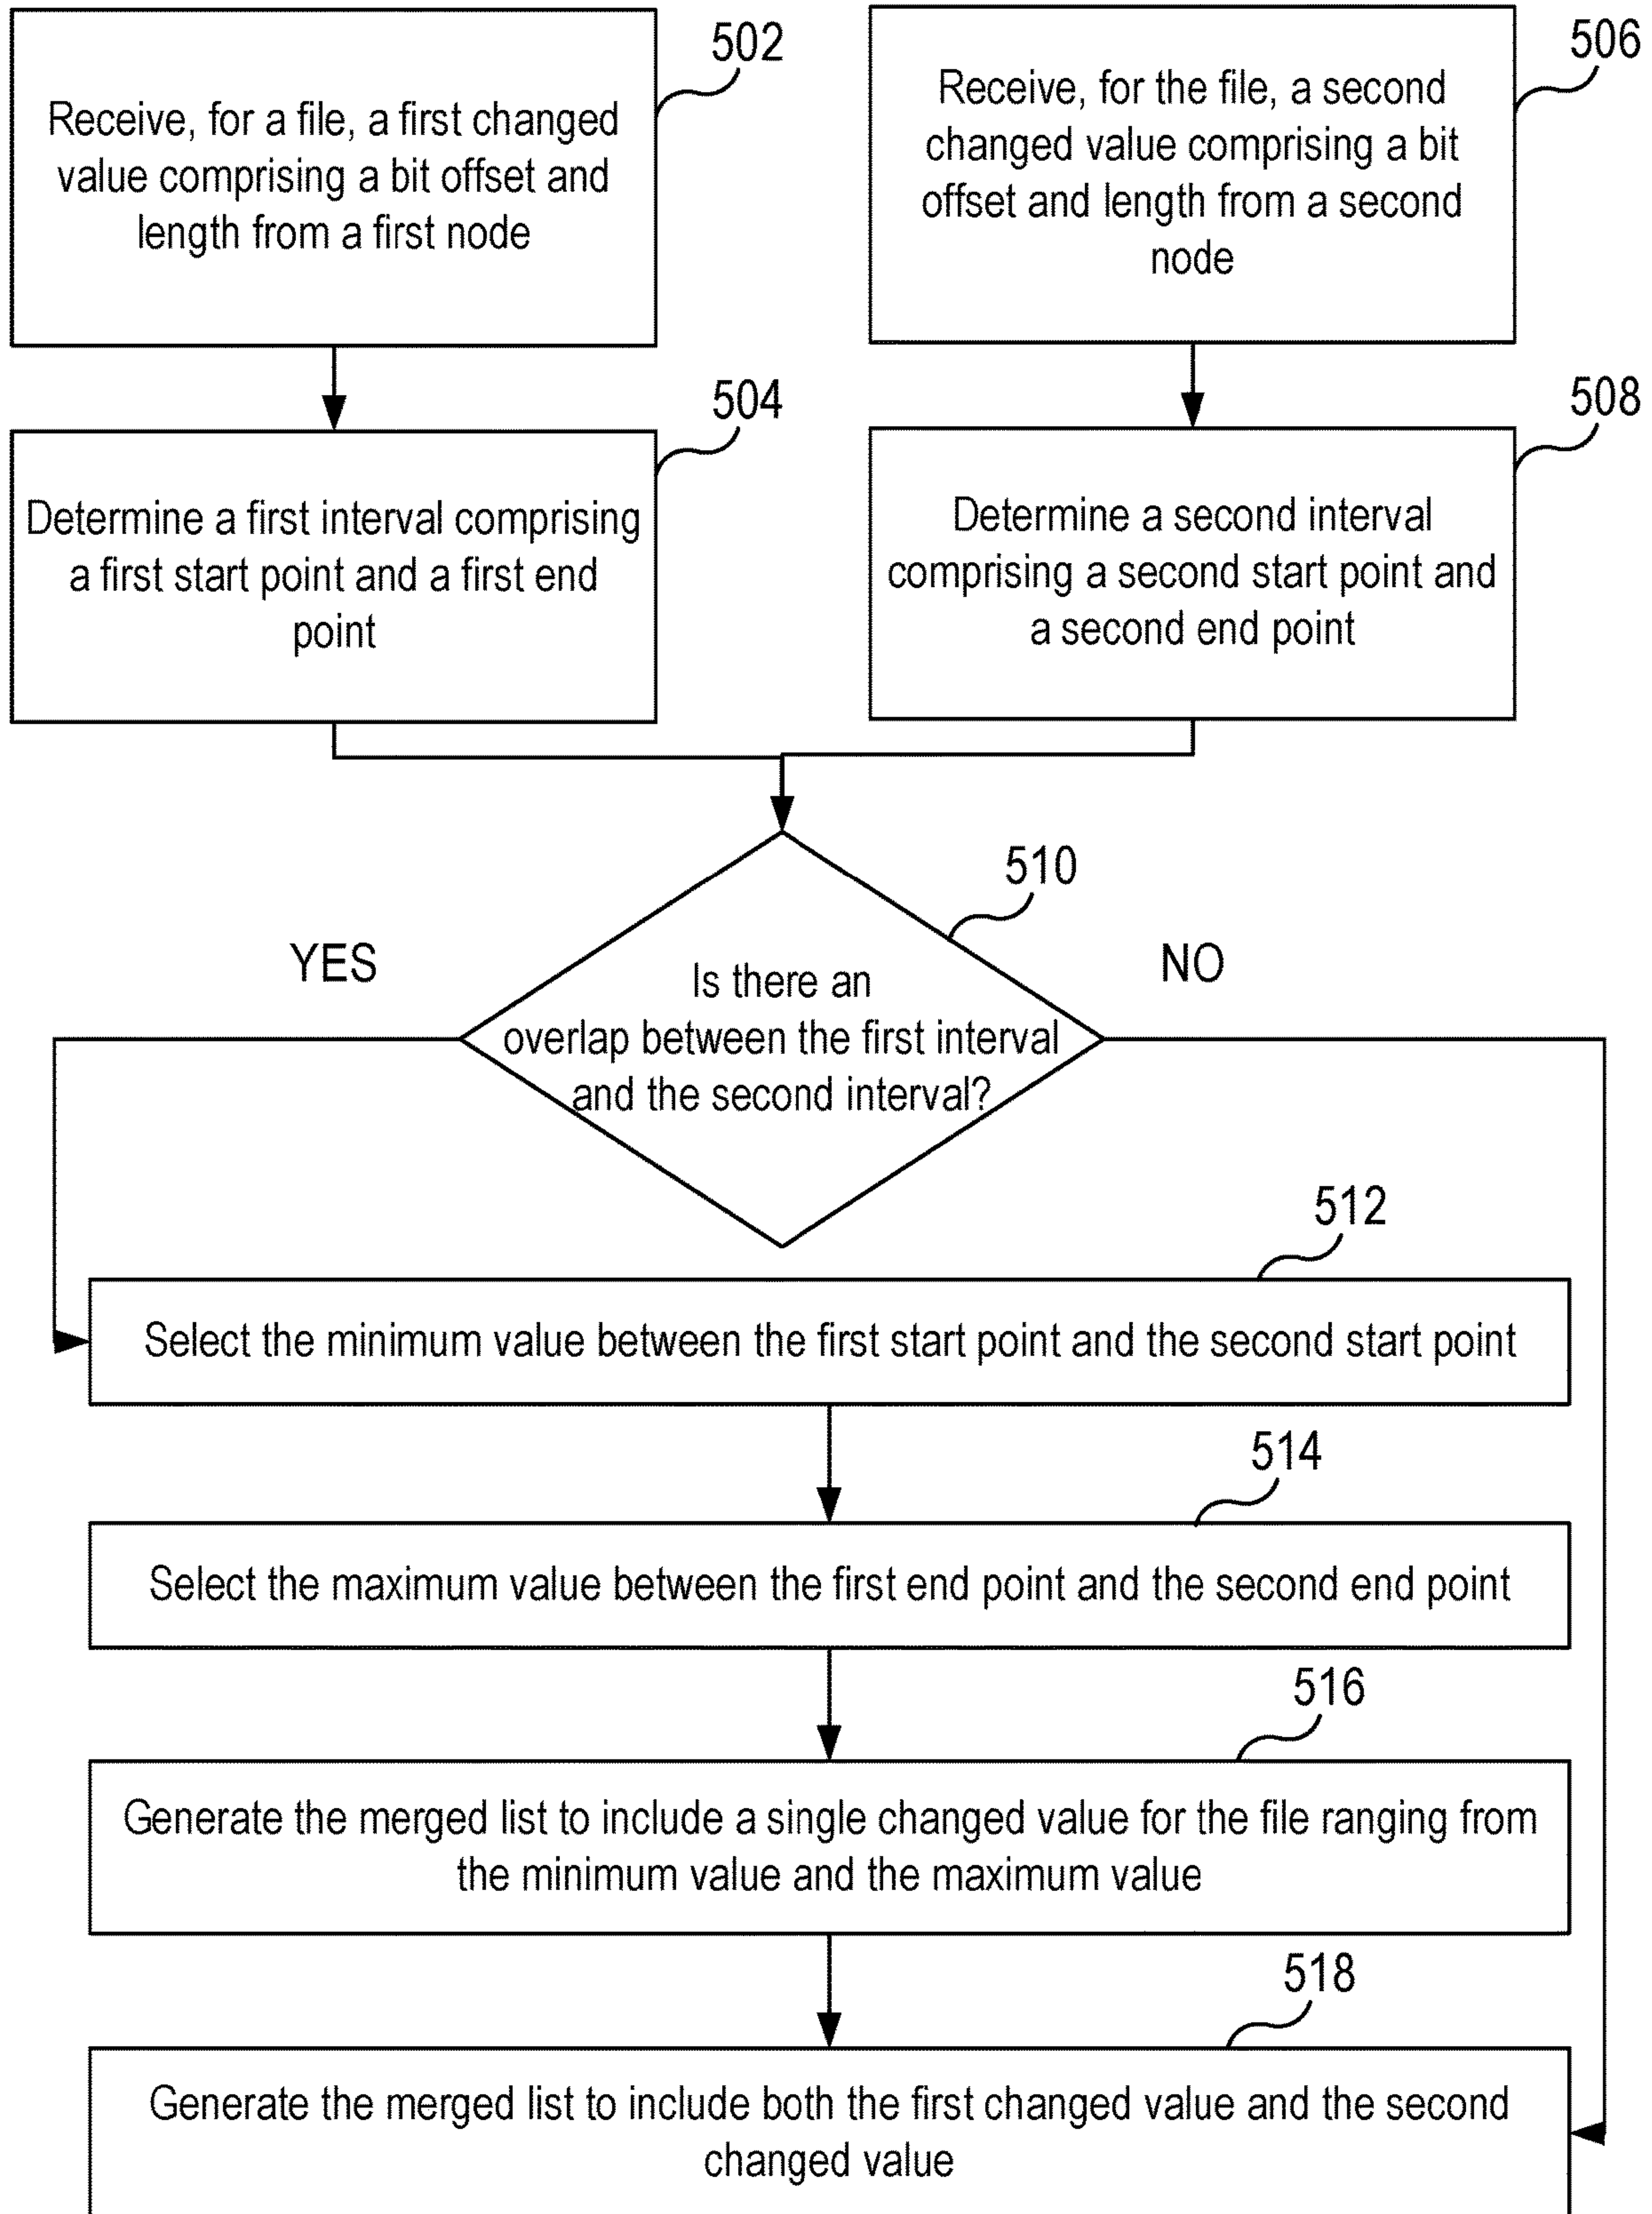 502
Receive, for a file, a first changed
value comprising a bit offset and
length from a first node
506
Receive, for the file, a second
changed value comprising a bit
offset and length from a second
node
504
Determine a first interval comprising
a first start point and a first end
point
508
Determine a second interval
comprising a second start point and
a second end point
510
YES
NO
Is there an
overlap between the first interval
and the second interval?
512
Select the minimum value between the first start point and the second start point
514
Select the maximum value between the first end point and the second end point
516
Generate the merged list to include a single changed value for the file ranging from
the minimum value and the maximum value
518
Generate the merged list to include both the first changed value and the second
changed value